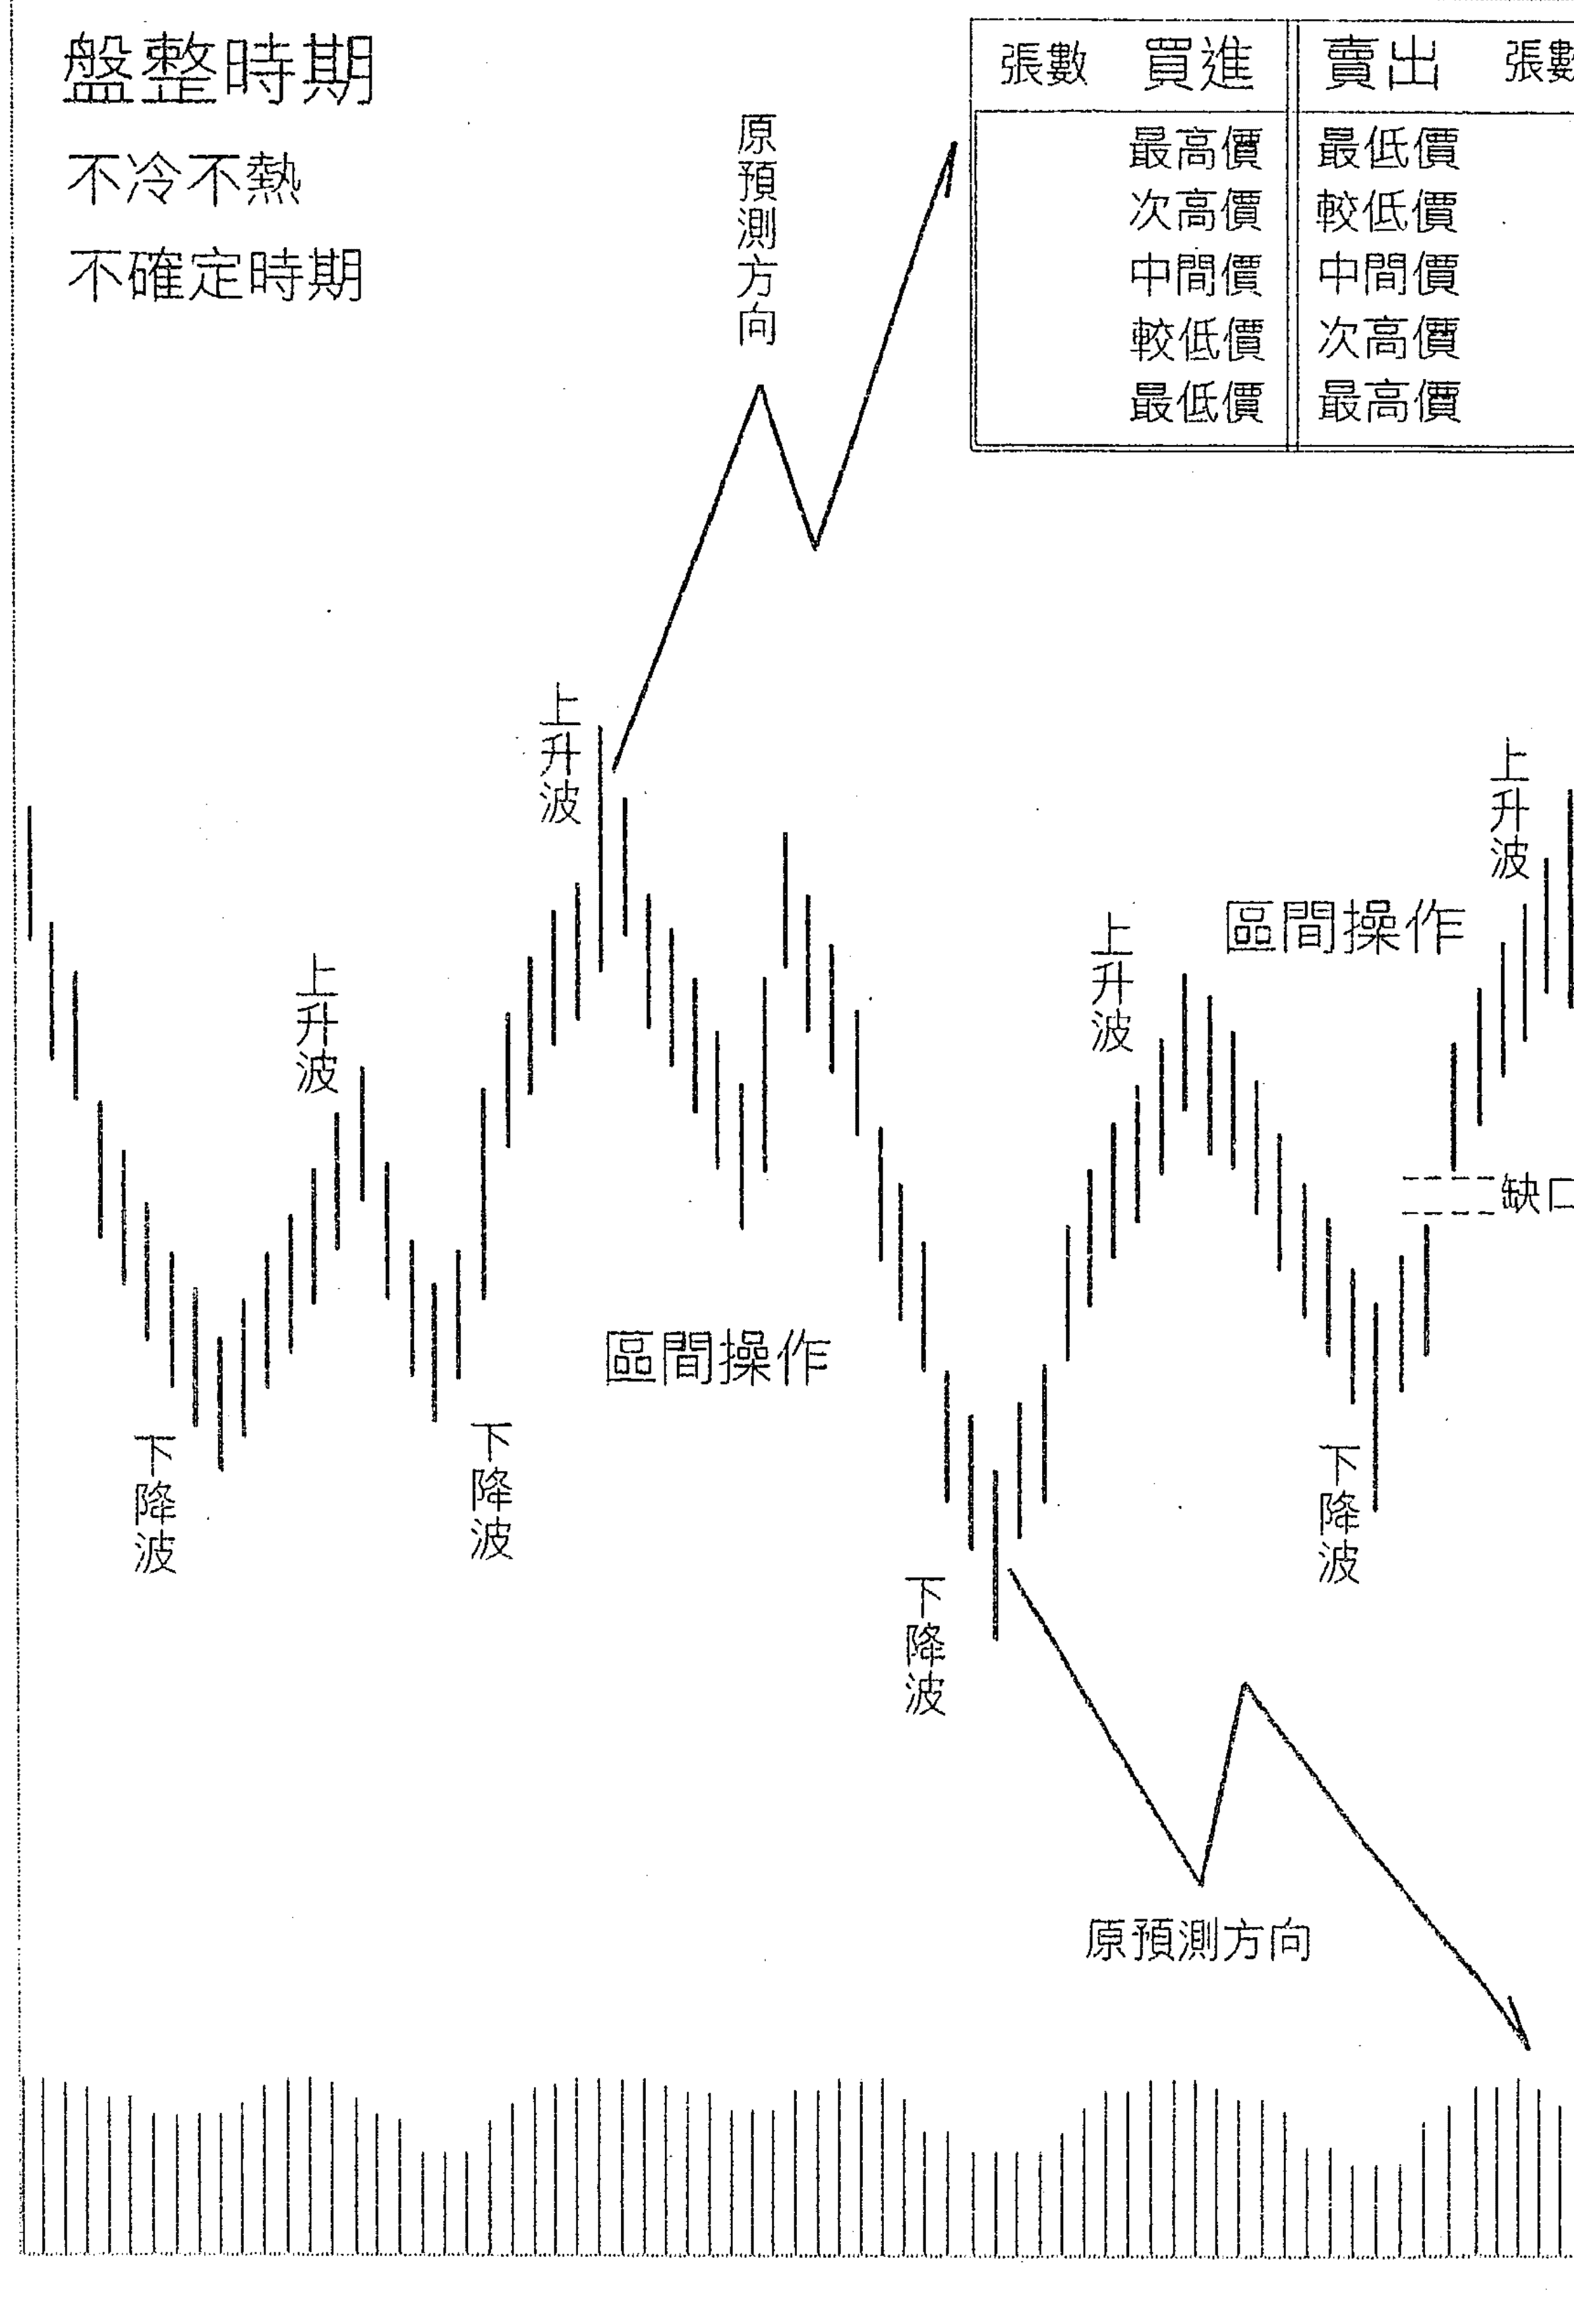 盤整時期
不冷不熱
不確定時期
張數 買進 賣出 張數
最高價 最低價
次高價 較低價
中間價 中間價
較低價 次高價
最低價 最高價
原預測方向
上升波
上升波
上升波
上升波
區間操作
缺口
區間操作
下降波
下降波
下降波
下降波
原預測方向